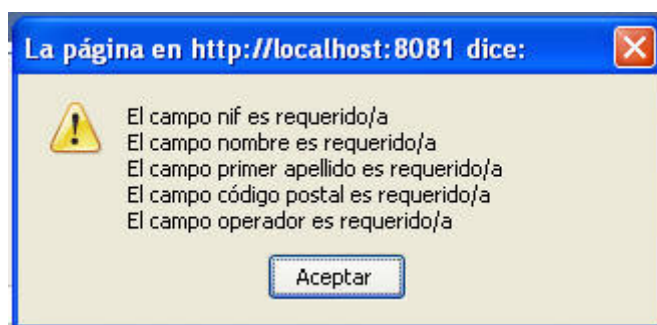 La página en http://localhost:8081 dice:
El campo nif es requerido/a
El campo nombre es requerido/a
El campo primer apellido es requerido/a
El campo código postal es requerido/a
El campo operador es requerido/a
Aceptar